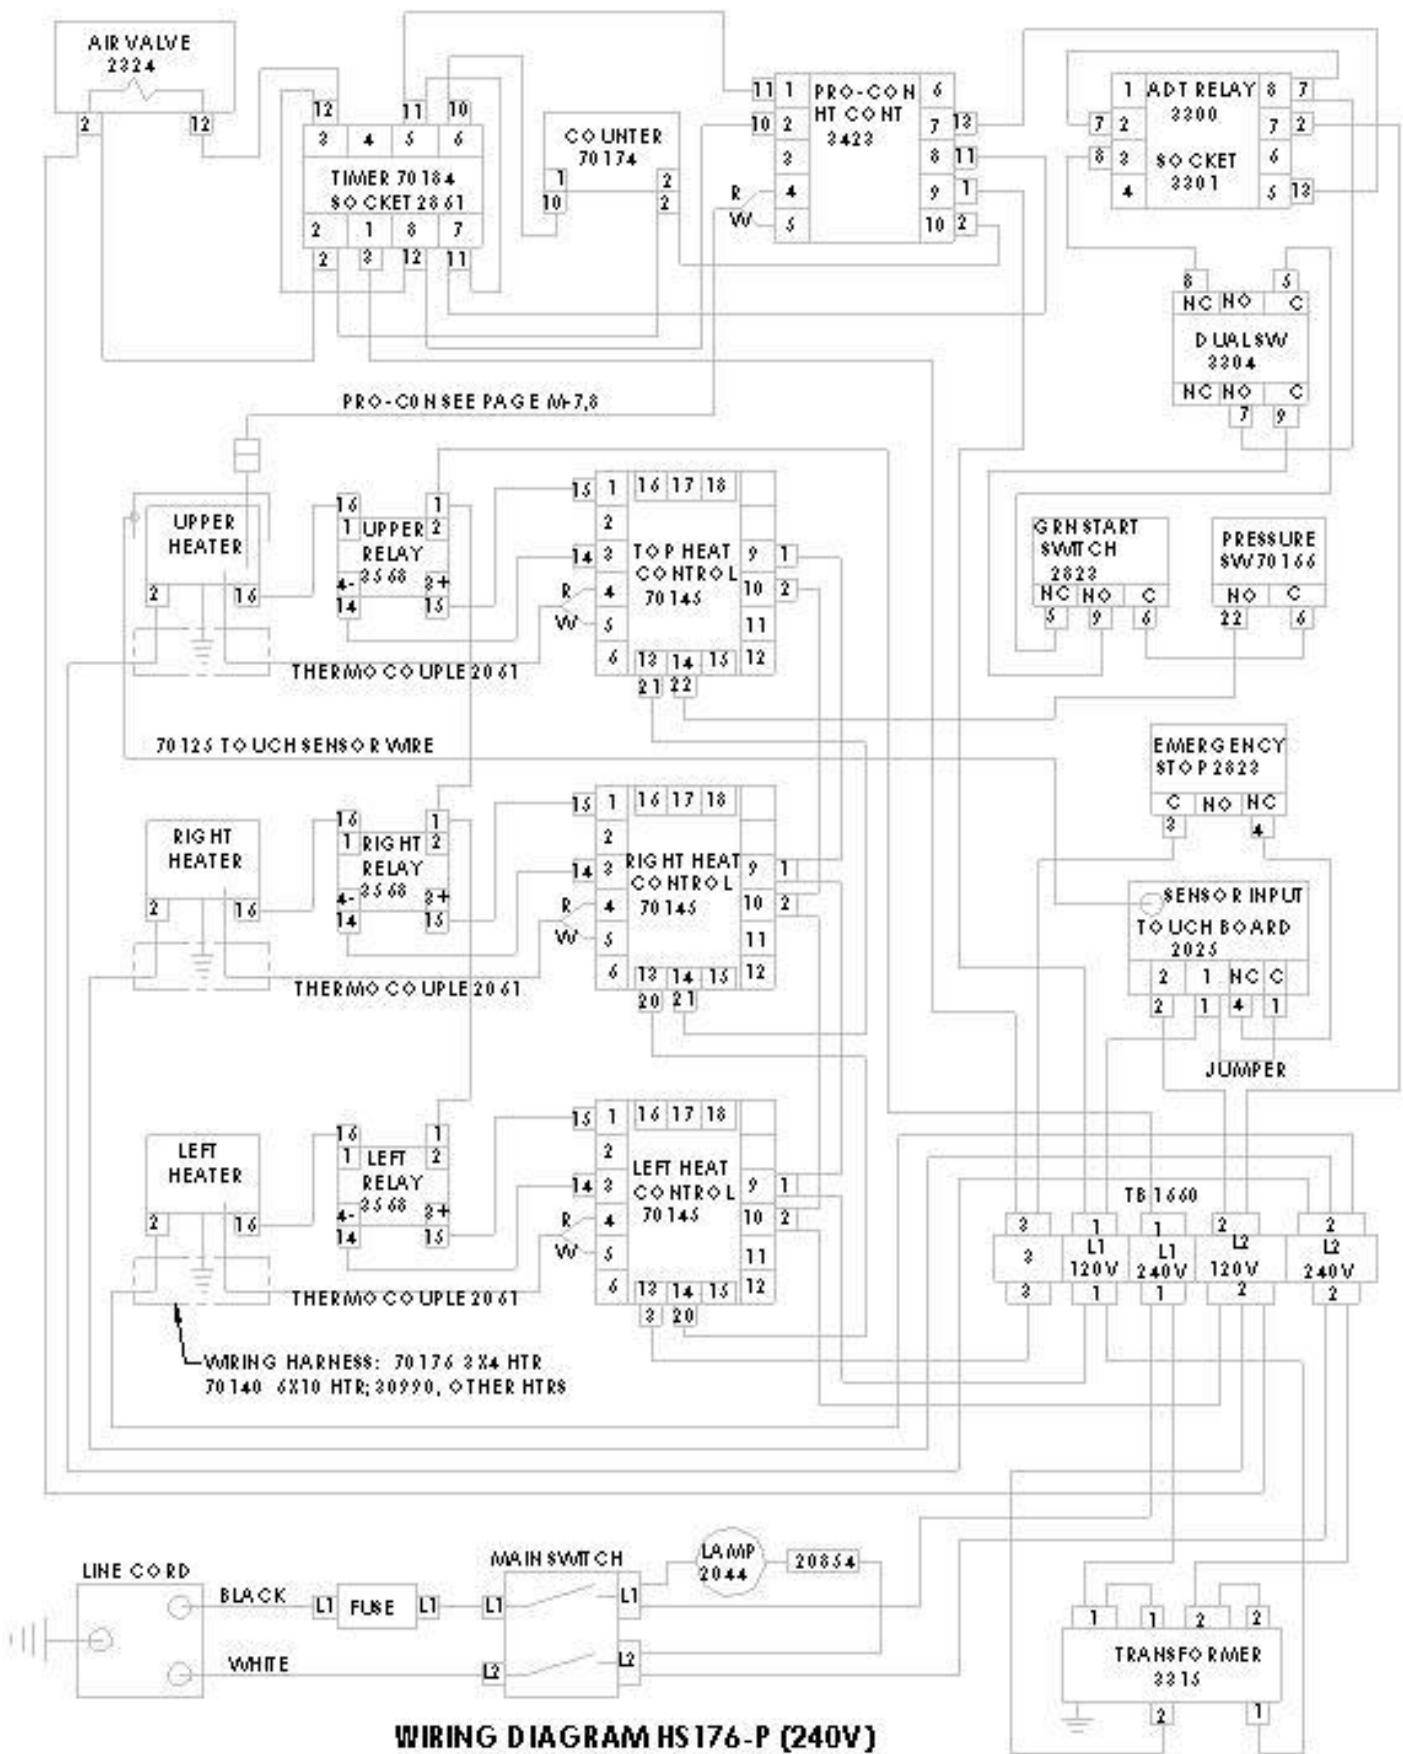 AIR VALVE
2324
2
12
12
11
10
3 4 5 6
TIMER 70184
SOCKET 2861
2 1 8 7
2 3 12 11
COUNTER
70174
1 2
10 2
11 1 PRO-CON 6
HT CONT
3423
10 2 7 13
3 8 11
R 4 9 1
W 5 10 2
1 ADT RELAY 8 7
3300
7 2 7 2
8 3 SOCKET 6
3301
4 5 13
8 5
NC NO C
DUAL SW
3304
NC NO C
7 9
PRO-CON SEE PAGE M-7,8
UPPER
HEATER
2 16
16 1
1 UPPER 2
RELAY
3568
4- 3+
14 15
15 1 16 17 18
2
14 3 TOP HEAT 9 1
CONTROL
70145
R 4 10 2
W 5 11
6 13 14 15 12
21 22
THERMOCOUPLE 2061
GRN START
SWITCH
2823
NC NO C
5 9 6
PRESSURE
SW 70166
NO C
22 6
70125 TOUCH SENSOR WIRE
EMERGENCY
STOP 2823
C NO NC
3 4
RIGHT
HEATER
2 16
16 1
1 RIGHT 2
RELAY
3568
4- 3+
14 15
15 1 16 17 18
2
14 3 RIGHT HEAT 9 1
CONTROL
70145
R 4 10 2
W 5 11
6 13 14 15 12
20 21
THERMOCOUPLE 2061
SENSOR INPUT
TOUCH BOARD
2025
2 1 NC C
2 1 4 1
JUMPER
LEFT
HEATER
2 16
16 1
1 LEFT 2
RELAY
3568
4- 3+
14 15
15 1 16 17 18
2
14 3 LEFT HEAT 9 1
CONTROL
70145
R 4 10 2
W 5 11
6 13 14 15 12
3 20
THERMOCOUPLE 2061
TB 1660
3 1 1 2 2
3 L1 L1 L2 L2
120V 240V 120V 240V
3 1 1 2 2
WIRING HARNESS: 70176 3X4 HTR
70140 6X10 HTR; 30990, OTHER HTRS
LINE CORD
BLACK
L1 FUSE L1
WHITE
MAIN SWITCH
L1 L1
L2 L2
LAMP
2044
20854
1 1 2 2
TRANSFORMER
3315
2 1
WIRING DIAGRAM HS176-P (240V)